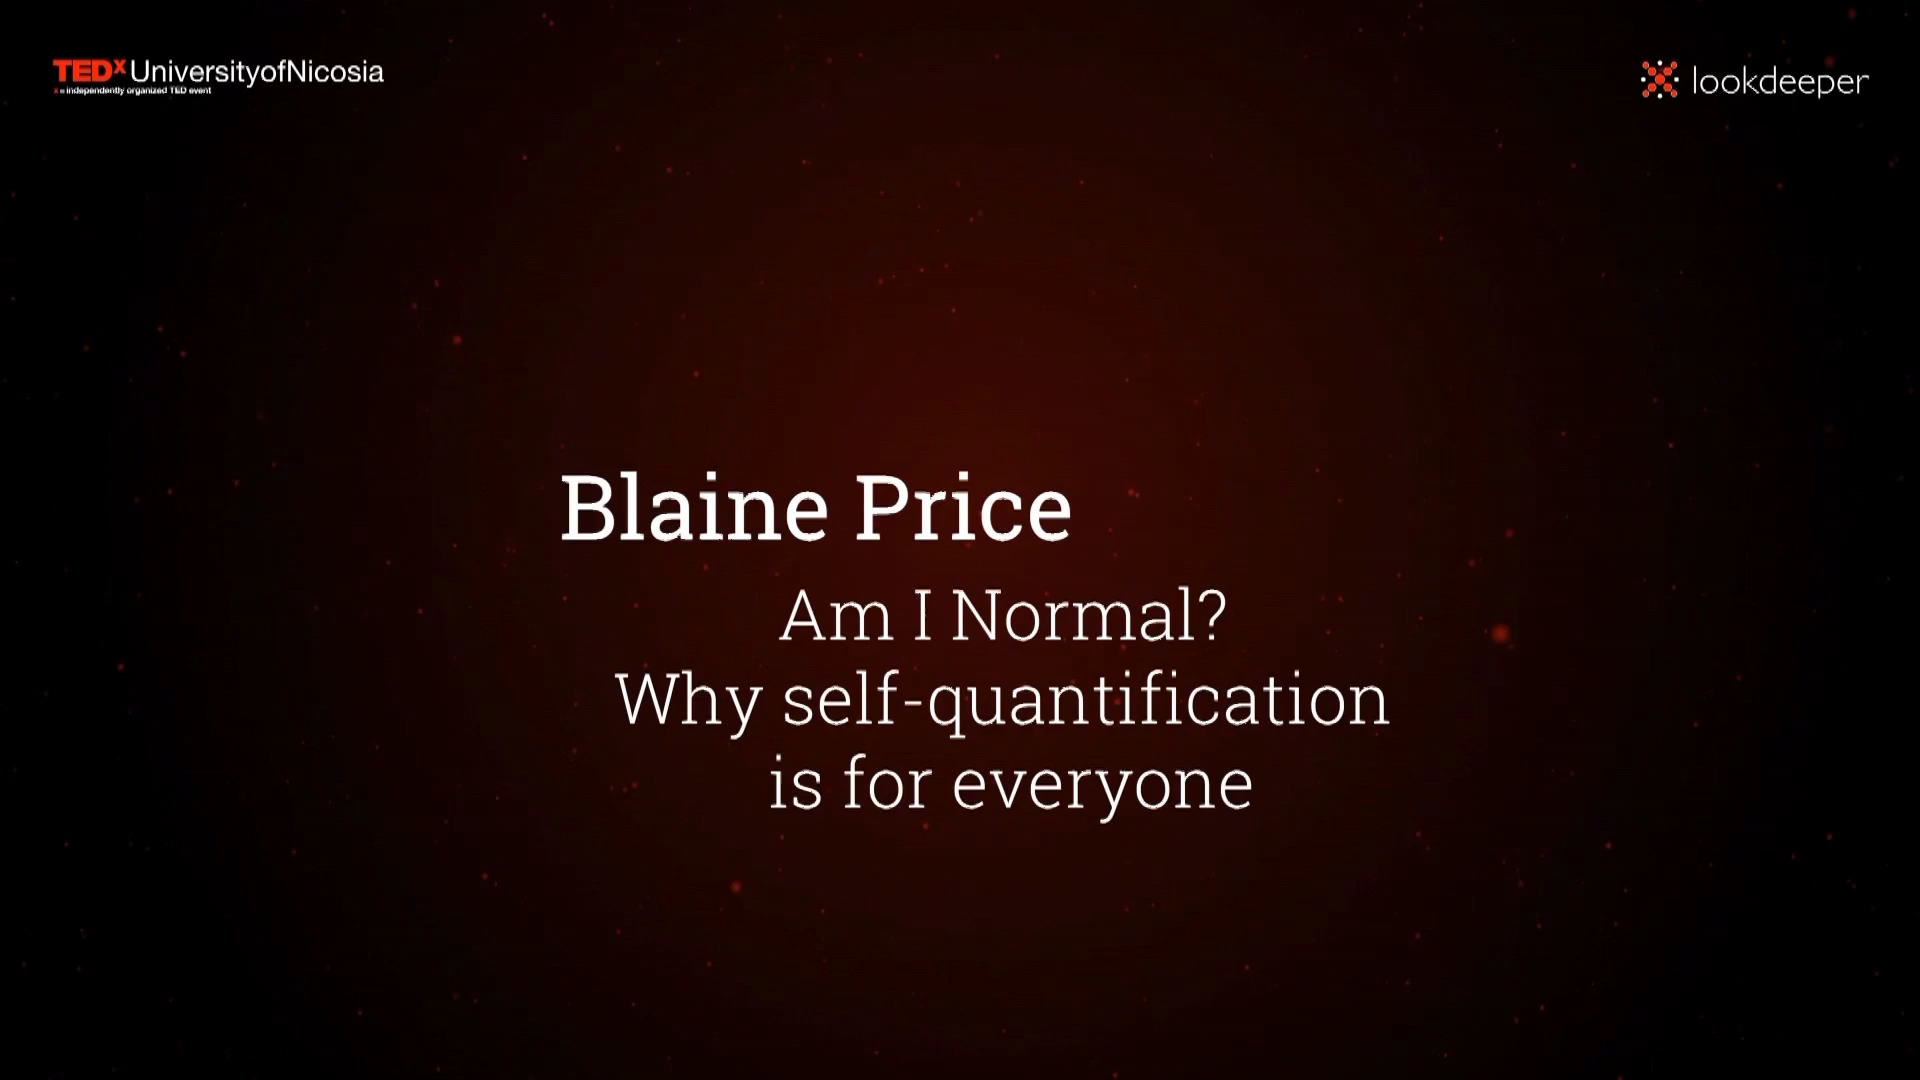 TEDxUniversityofNicosia
x = independently organized TED event
lookdeeper
Blaine Price
Am I Normal?
Why self-quantification
is for everyone